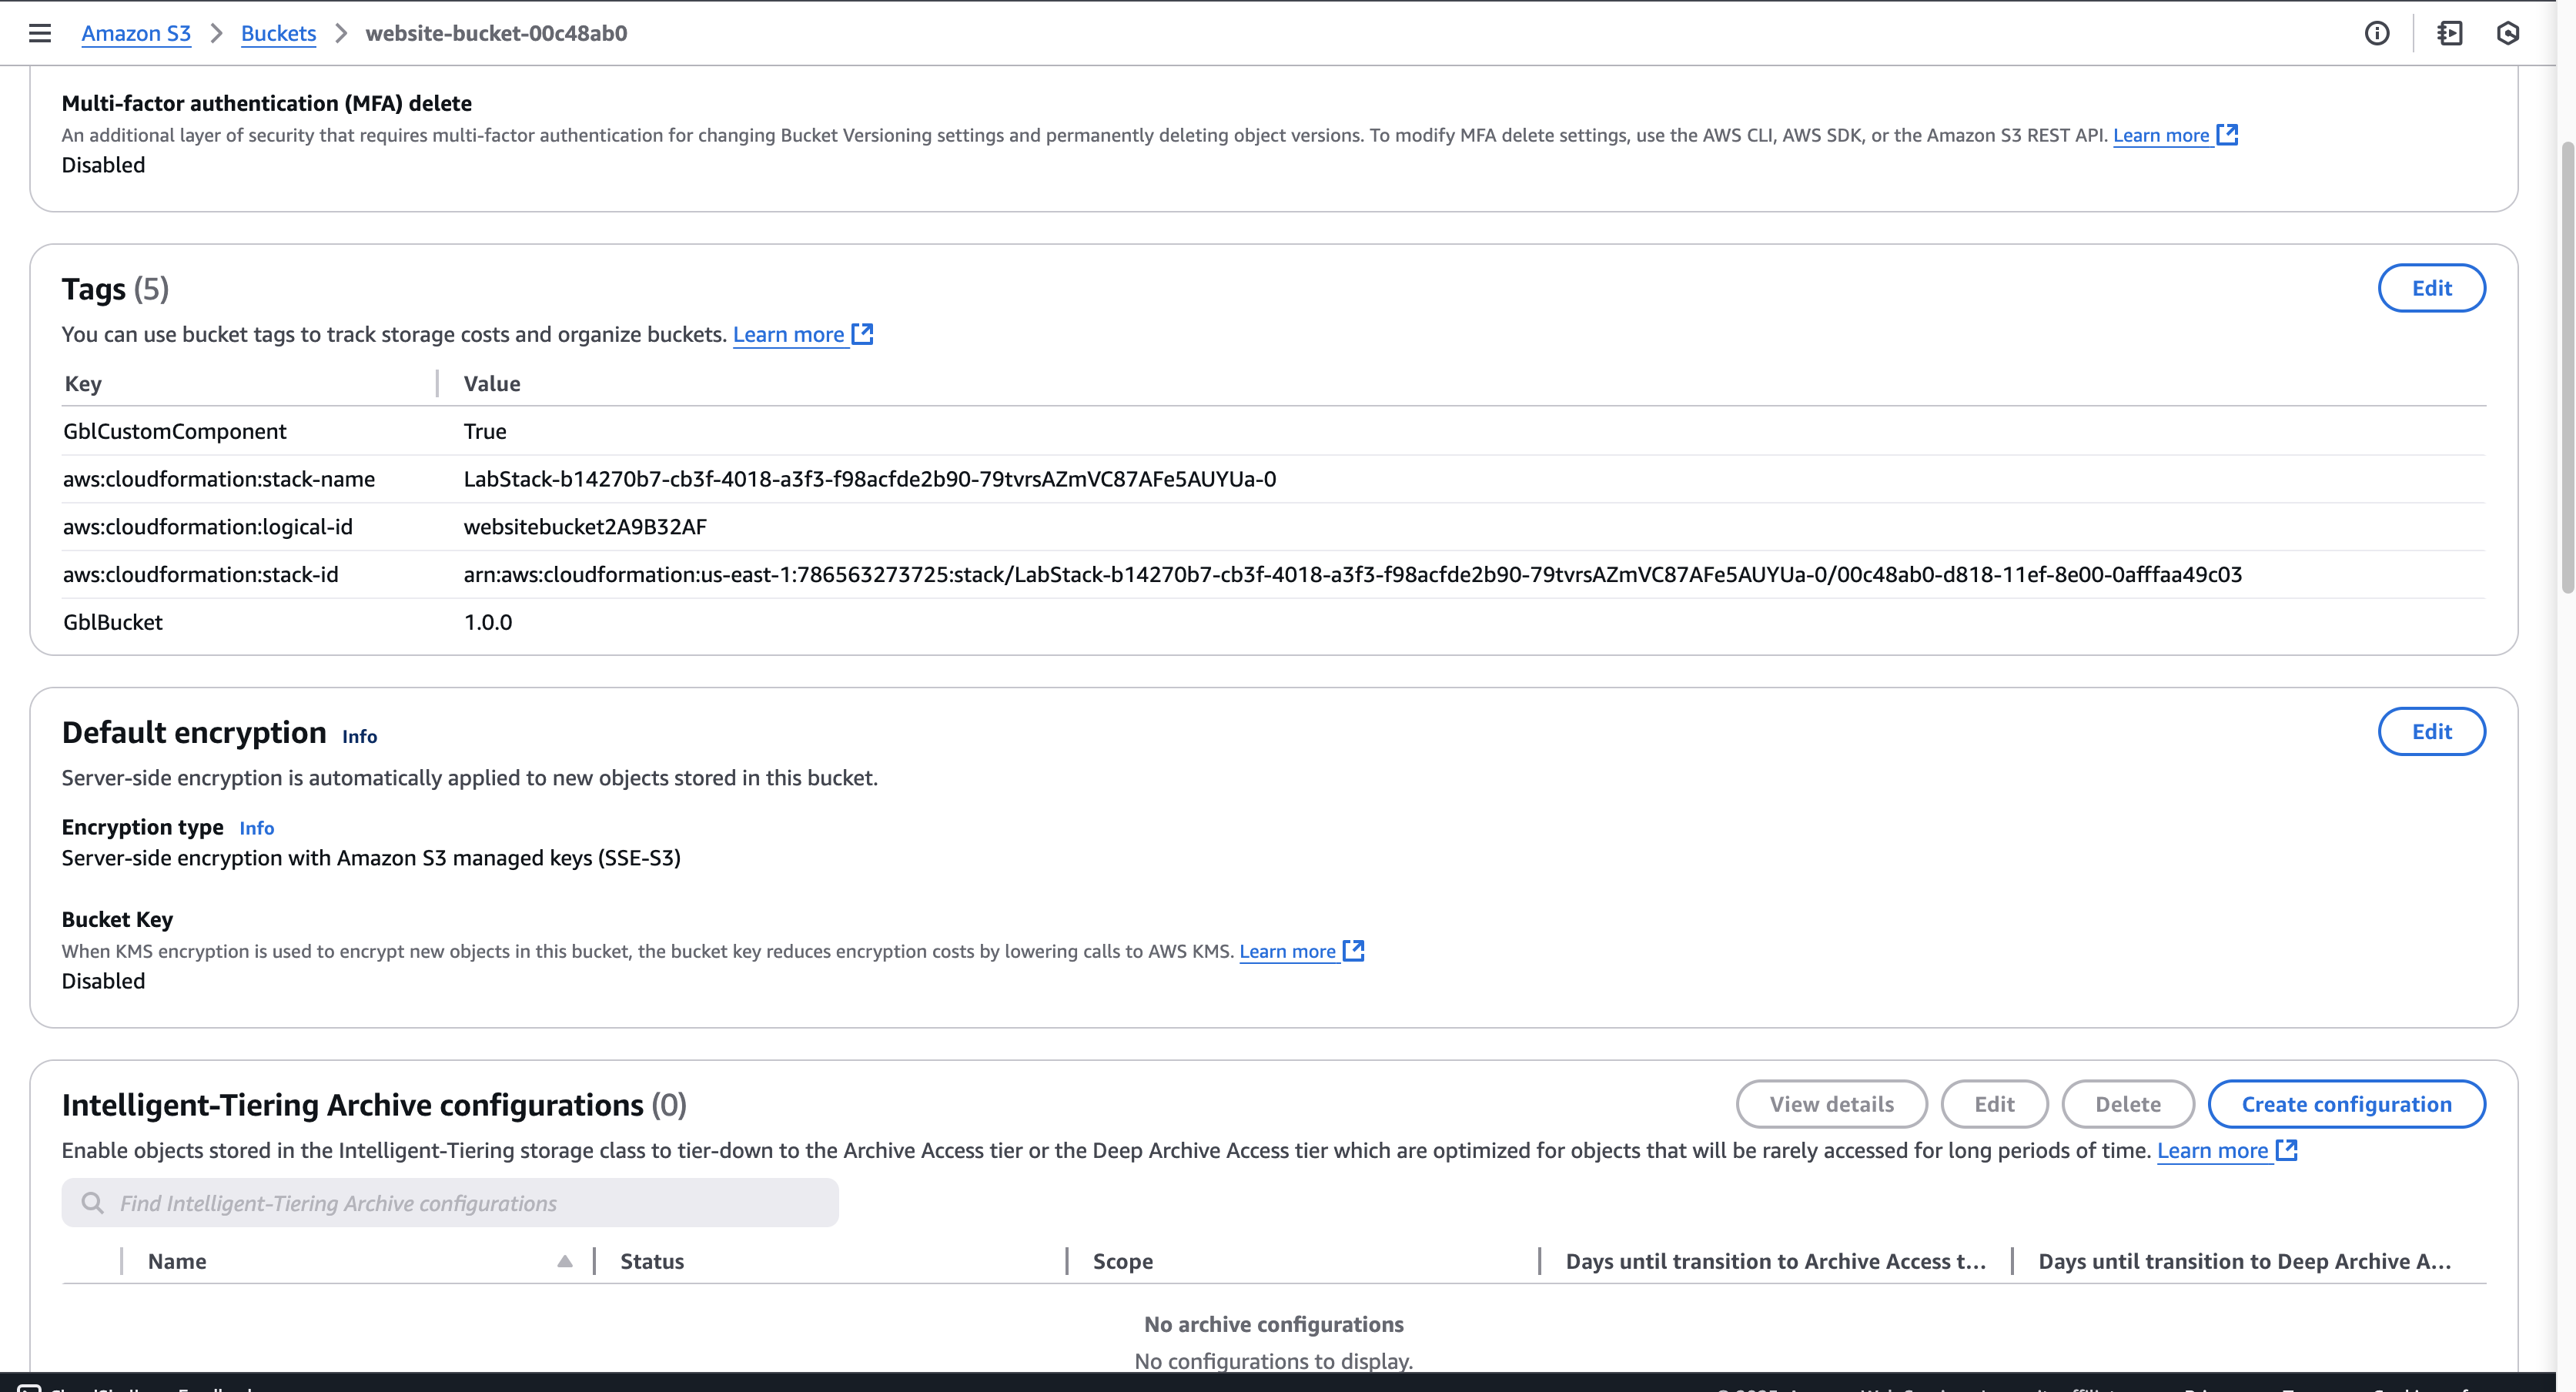 Amazon S3 > Buckets > website-bucket-00c48ab0
Multi-factor authentication (MFA) delete
An additional layer of security that requires multi-factor authentication for changing Bucket Versioning settings and permanently deleting object versions. To modify MFA delete settings, use the AWS CLI, AWS SDK, or the Amazon S3 REST API. Learn more
Disabled
Tags (5)
Edit
You can use bucket tags to track storage costs and organize buckets. Learn more
Key Value
GblCustomComponent True
aws:cloudformation:stack-name LabStack-b14270b7-cb3f-4018-a3f3-f98acfde2b90-79tvrsAZmVC87AFe5AUYUa-0
aws:cloudformation:logical-id websitebucket2A9B32AF
aws:cloudformation:stack-id arn:aws:cloudformation:us-east-1:786563273725:stack/LabStack-b14270b7-cb3f-4018-a3f3-f98acfde2b90-79tvrsAZmVC87AFe5AUYUa-0/00c48ab0-d818-11ef-8e00-0afffaa49c03
GblBucket 1.0.0
Default encryption Info
Edit
Server-side encryption is automatically applied to new objects stored in this bucket.
Encryption type Info
Server-side encryption with Amazon S3 managed keys (SSE-S3)
Bucket Key
When KMS encryption is used to encrypt new objects in this bucket, the bucket key reduces encryption costs by lowering calls to AWS KMS. Learn more
Disabled
Intelligent-Tiering Archive configurations (0)
View details Edit Delete Create configuration
Enable objects stored in the Intelligent-Tiering storage class to tier-down to the Archive Access tier or the Deep Archive Access tier which are optimized for objects that will be rarely accessed for long periods of time. Learn more
Find Intelligent-Tiering Archive configurations
Name Status Scope Days until transition to Archive Access t... Days until transition to Deep Archive A...
No archive configurations
No configurations to display.